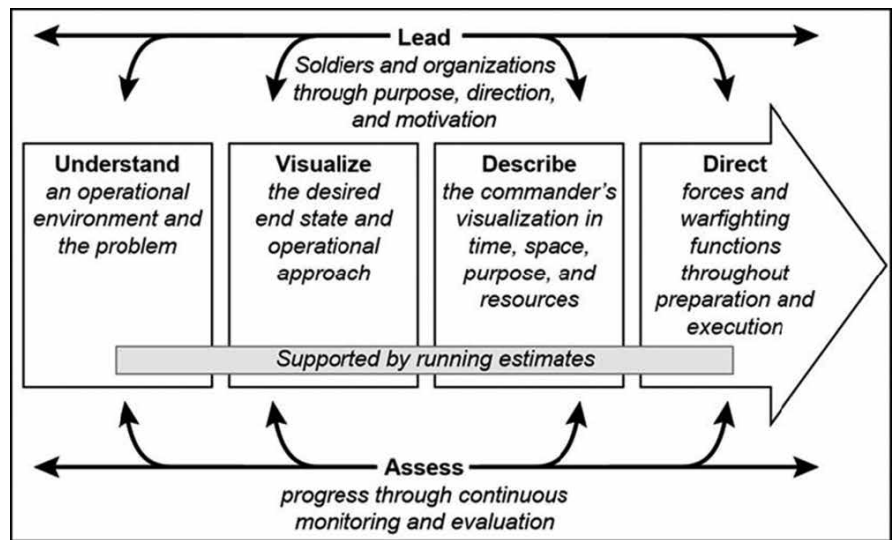 Lead
Soldiers and organizations
through purpose, direction,
and motivation
Understand
an operational
environment and
the problem
Visualize
the desired
end state and
operational
approach
Describe
the commander's
visualization in
time, space,
purpose, and
resources
Direct
forces and
warfighting
functions
throughout
preparation and
execution
Supported by running estimates
Assess
progress through continuous
monitoring and evaluation